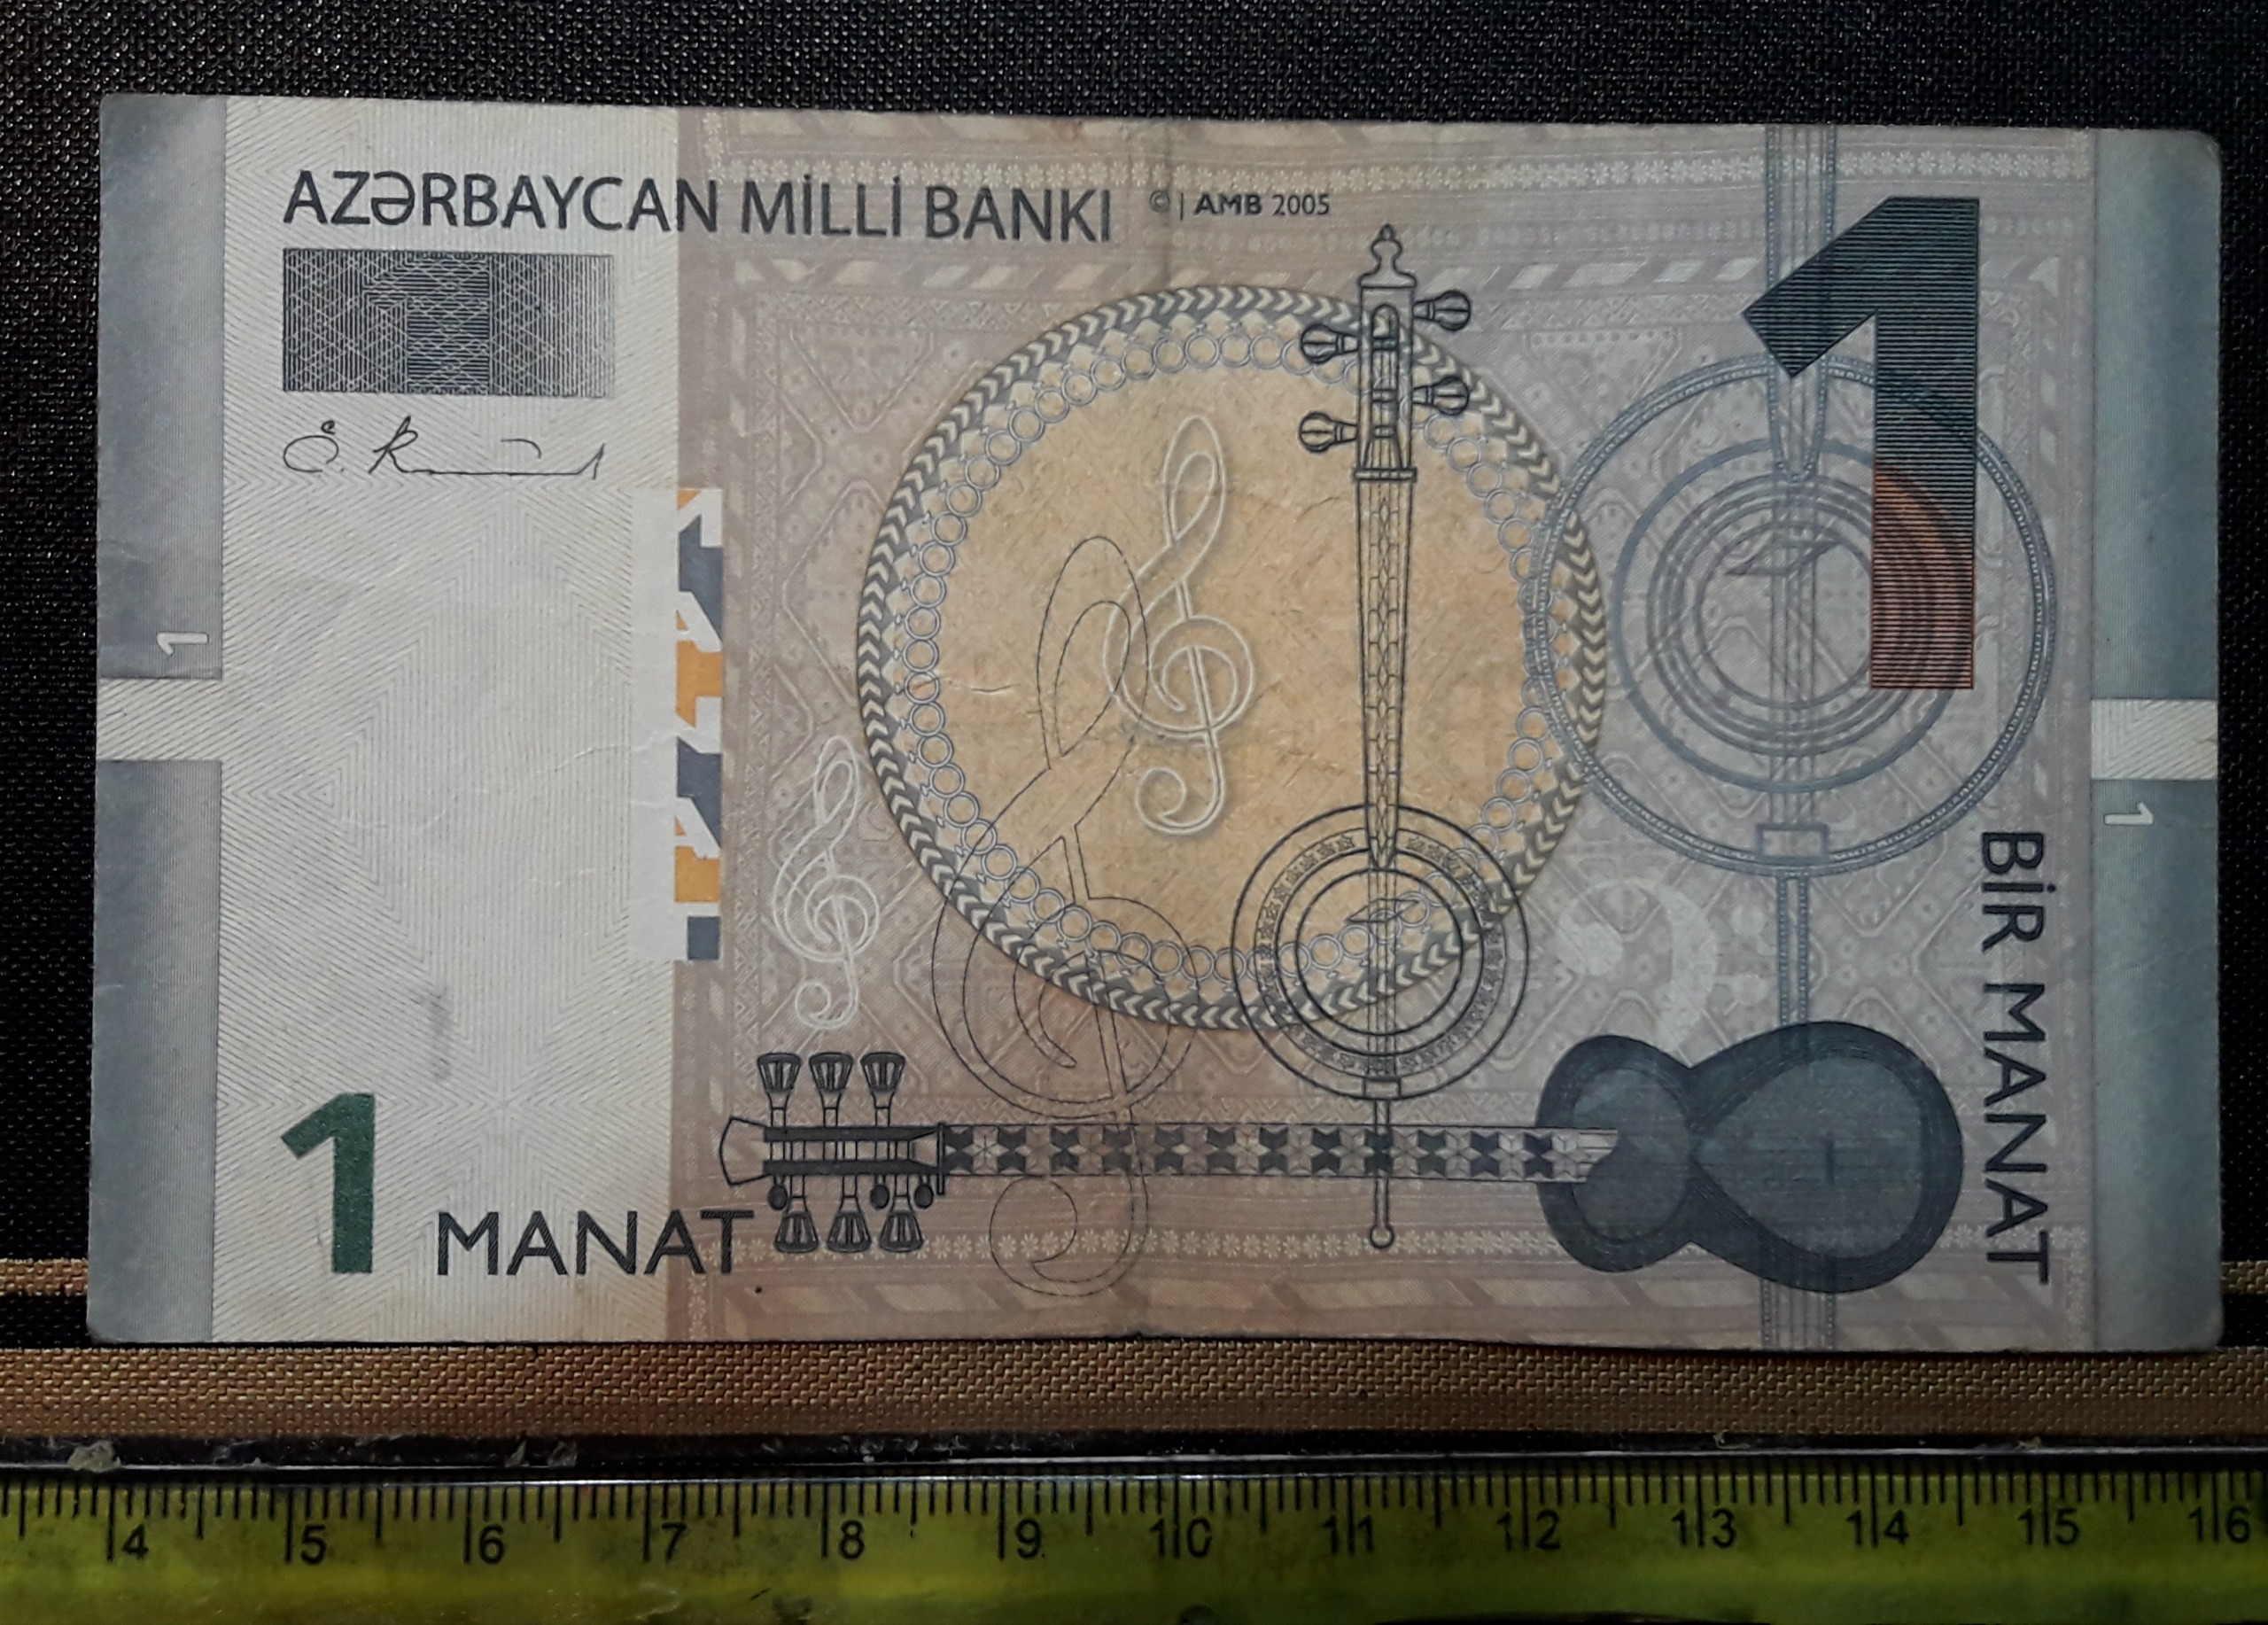 AZƏRBAYCAN MİLLİ BANKI © | AMB 2005
1
1
1
1
BİR MANAT
1 MANAT
4 5 6 7 8 9 10 11 12 13 14 15 16